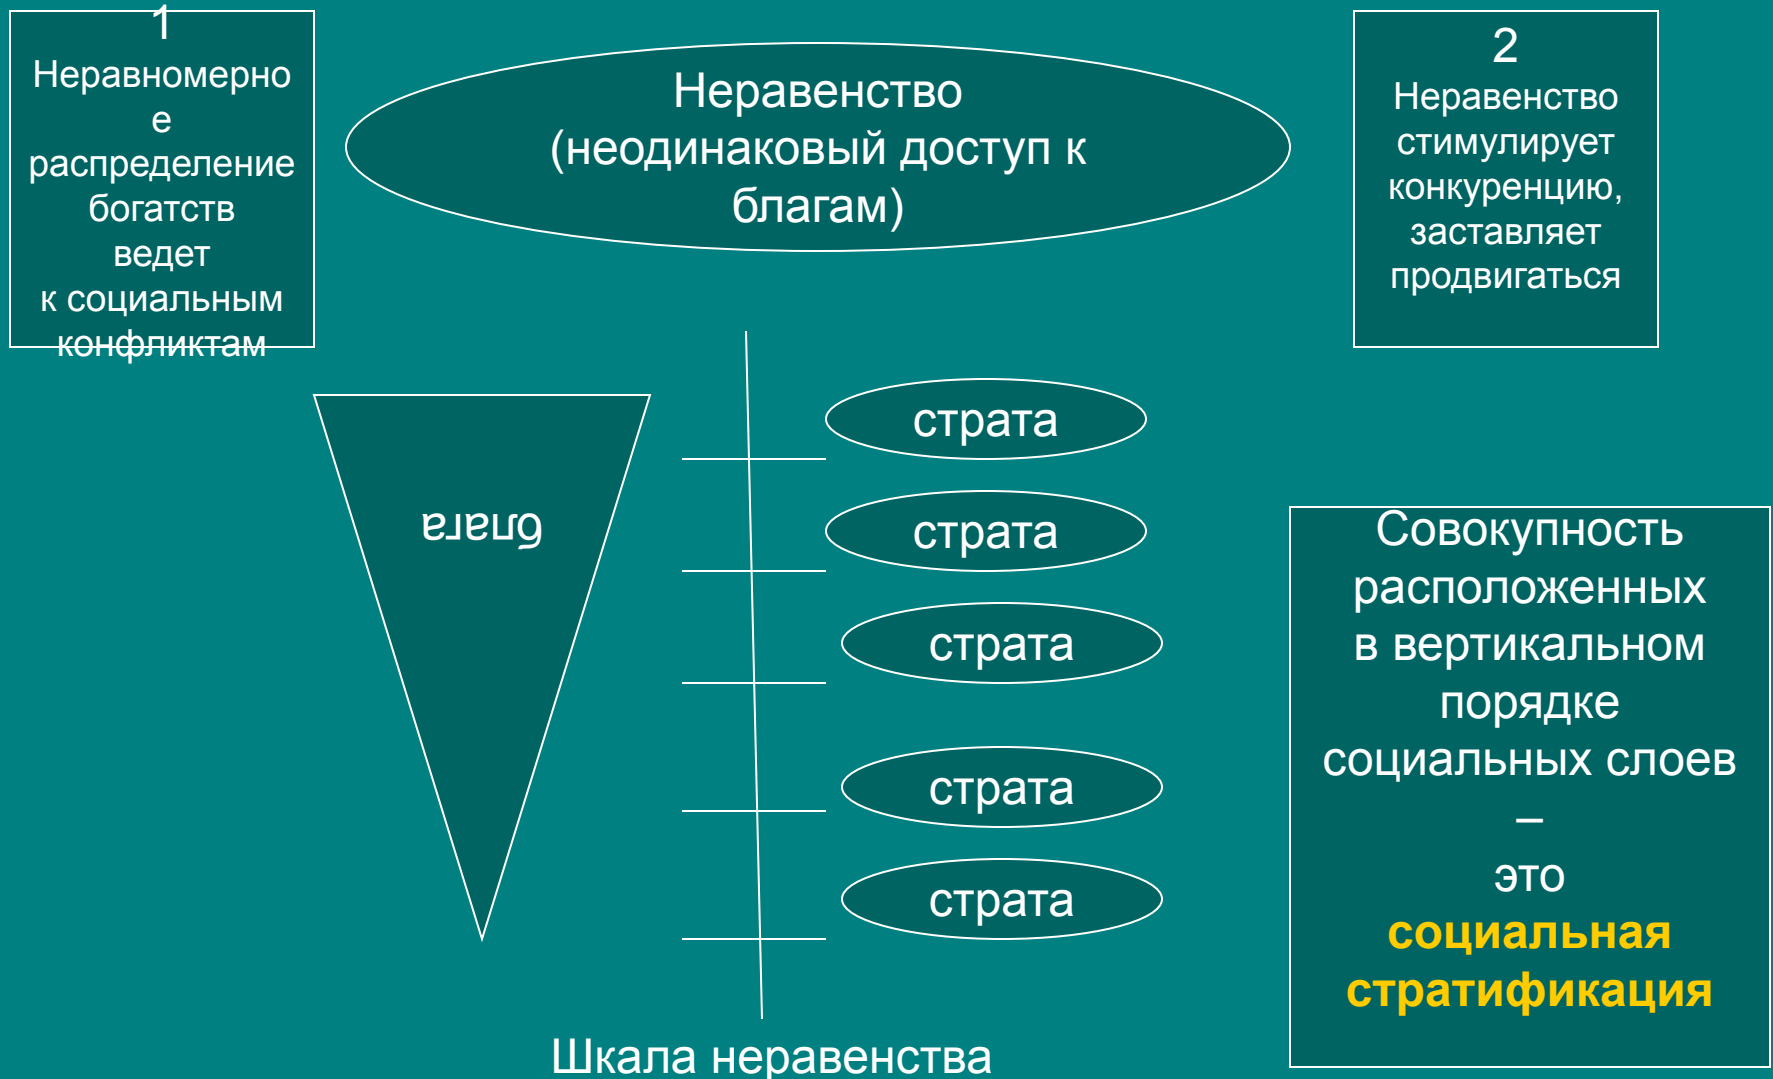 1
Неравномерно
е
распределение
богатств
ведет
к социальным
конфликтам
Неравенство
(неодинаковый доступ к
благам)
2
Неравенство
стимулирует
конкуренцию,
заставляет
продвигаться
блага
страта
страта
страта
страта
страта
Шкала неравенства
Совокупность
расположенных
в вертикальном
порядке
социальных слоев
–
это
социальная
стратификация